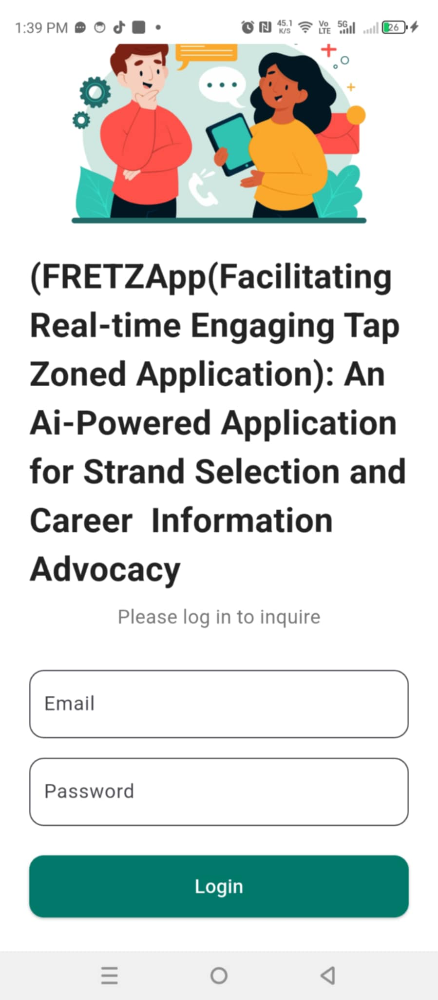 1:39 PM 45.1 K/S Vo LTE 5G 26
(FRETZApp(Facilitating
Real-time Engaging Tap
Zoned Application): An
Ai-Powered Application
for Strand Selection and
Career  Information
Advocacy
Please log in to inquire
Email
Password
Login